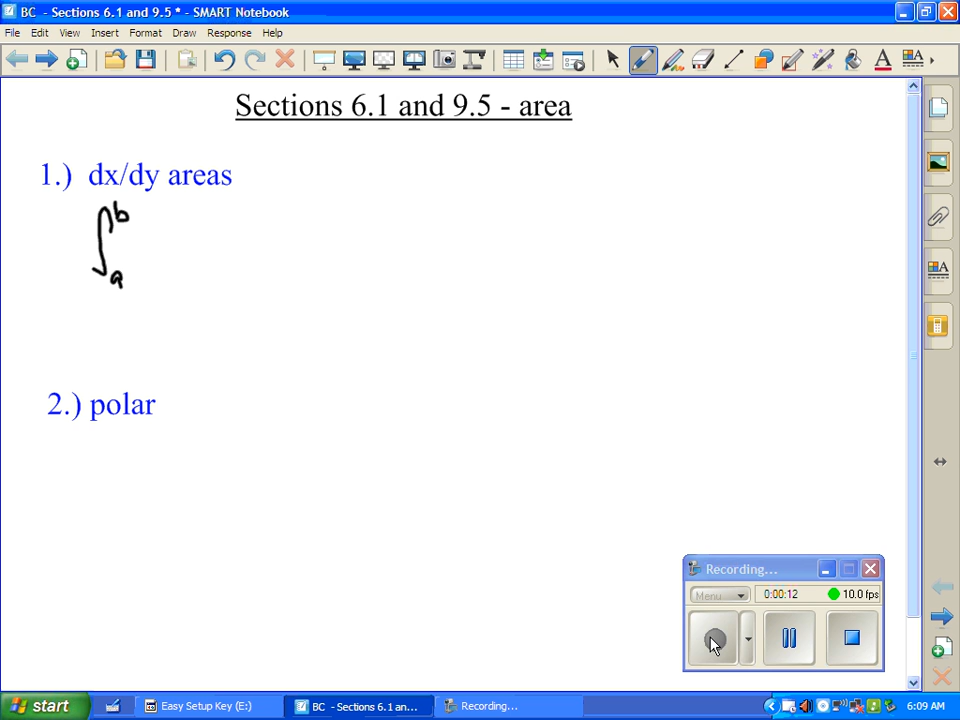 BC - Sections 6.1 and 9.5 * - SMART Notebook
File Edit View Insert Format Draw Response Help
Sections 6.1 and 9.5 - area
1.) dx/dy areas
∫
b
a
2.) polar
Recording...
Menu 0:00:12 10.0 fps
start Easy Setup Key (E:) BC - Sections 6.1 an... Recording... 6:09 AM